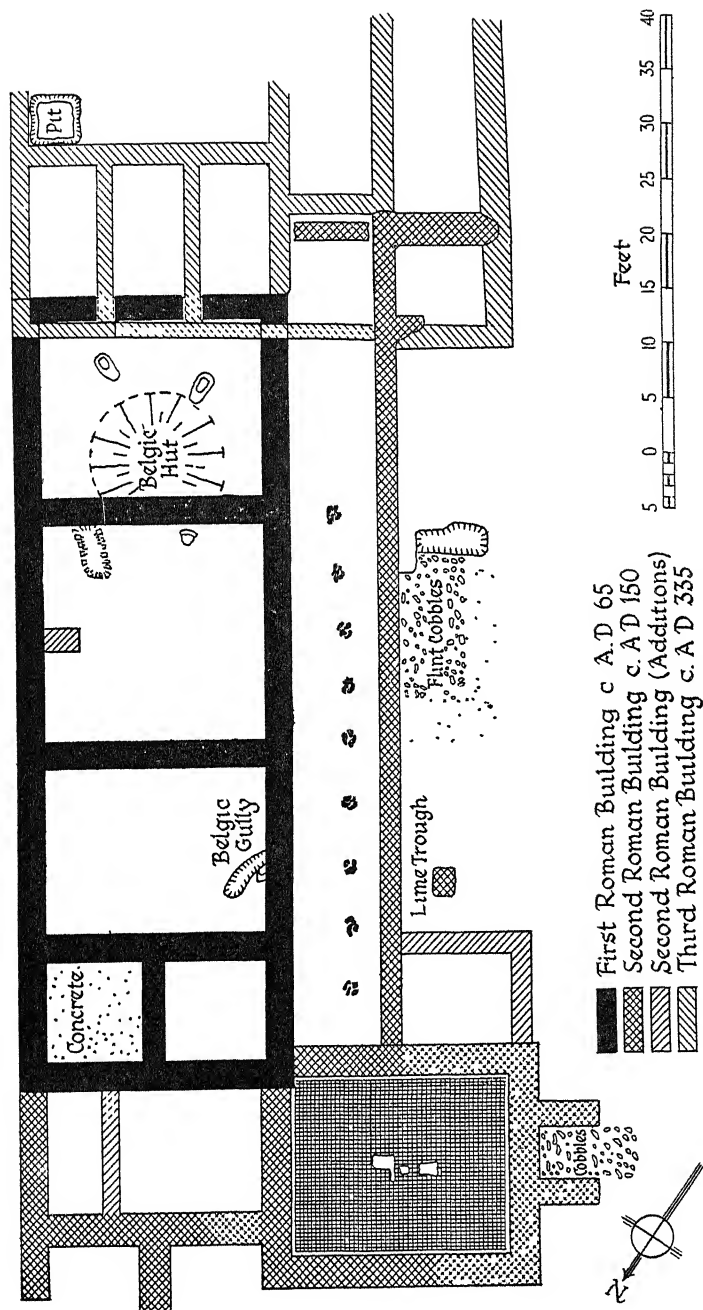 Pit
Belgic
Hut
Belgic
Gully
Concrete
Flint Cobbles
Lime Trough
Cobbles
N
Feet
5 0 5 10 15 20 25 30 35 40
First Roman Building c A.D 65
Second Roman Building c. A D 150
Second Roman Building (Additions)
Third Roman Building c. A D 335